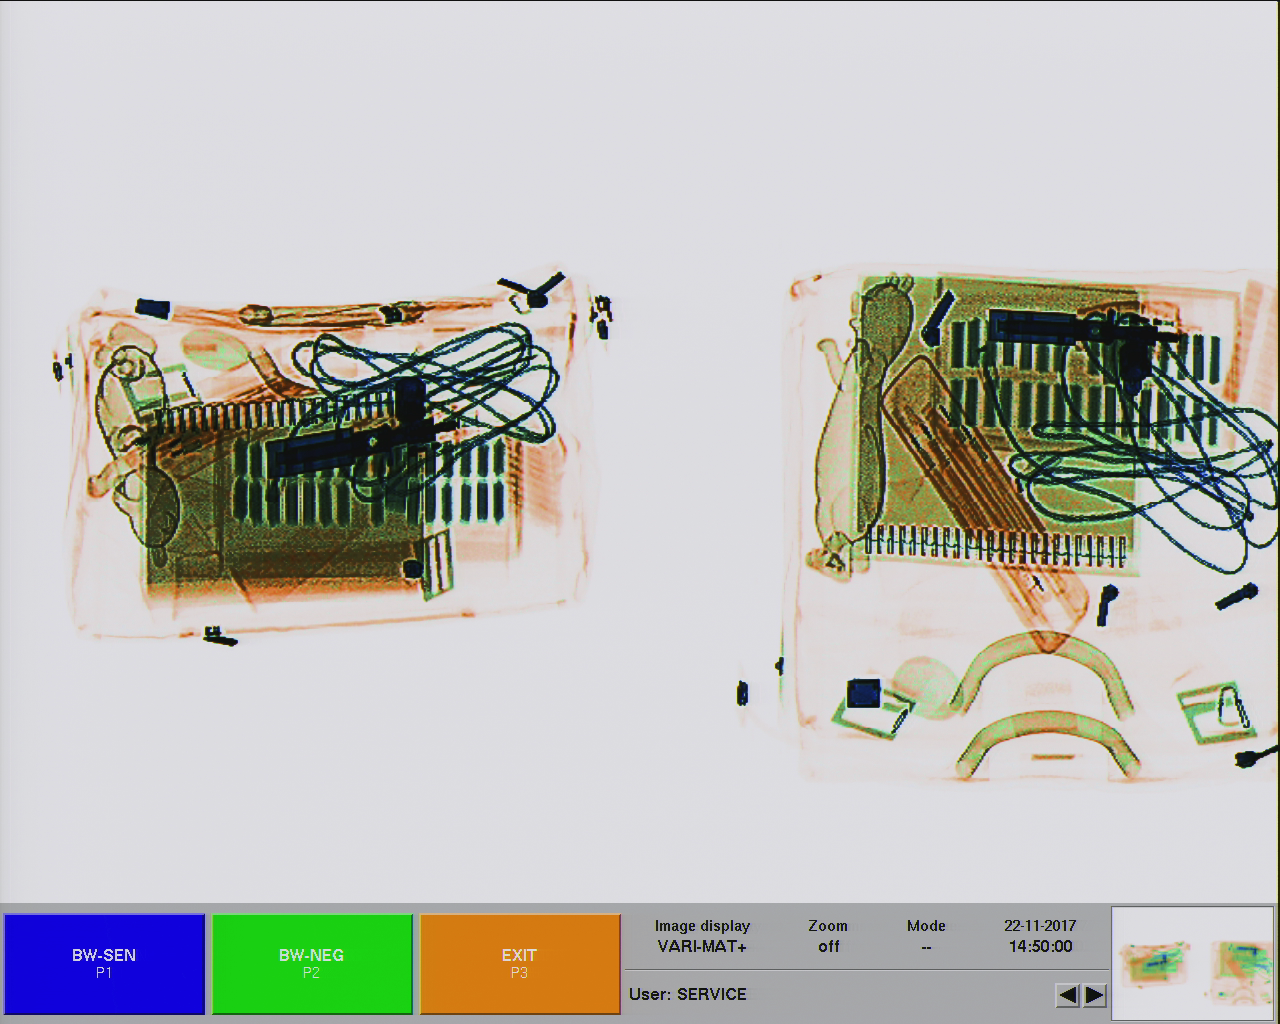 BW-SEN
P1
BW-NEG
P2
EXIT
P3
Image display
VARI-MAT+
Zoom
off
Mode
--
22-11-2017
14:50:00
User: SERVICE